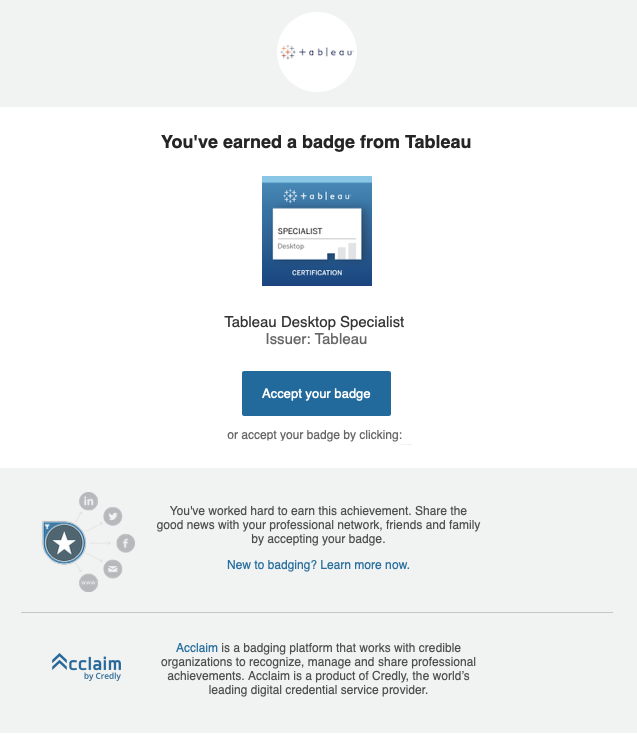 +ableau
You've earned a badge from Tableau
+ableau
SPECIALIST
Desktop
CERTIFICATION
Tableau Desktop Specialist
Issuer: Tableau
Accept your badge
or accept your badge by clicking:
in
f
www
You've worked hard to earn this achievement. Share the
good news with your professional network, friends and family
by accepting your badge.
New to badging? Learn more now.
Acclaim
by Credly
Acclaim is a badging platform that works with credible
organizations to recognize, manage and share professional
achievements. Acclaim is a product of Credly, the world's
leading digital credential service provider.